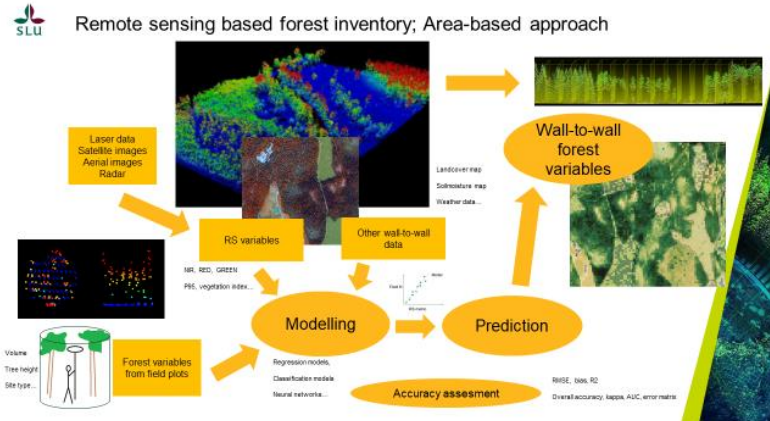 SLU
Remote sensing based forest inventory; Area-based approach
Laser data
Satellite images
Aerial images
Radar
Wall-to-wall
forest
variables
Landcover map
Soilmoisture map
Weather data...
RS variables
Other wall-to-wall
data
NIR, RED, GREEN
P95, vegetation index...
Model
RS metric
Modelling
Prediction
Volume
Tree height
Site type...
Forest variables
from field plots
Regression models,
Classification models
Neural networks...
Accuracy assesment
RMSE, bias, R2
Overall accuracy, kappa, AUC, error matrix